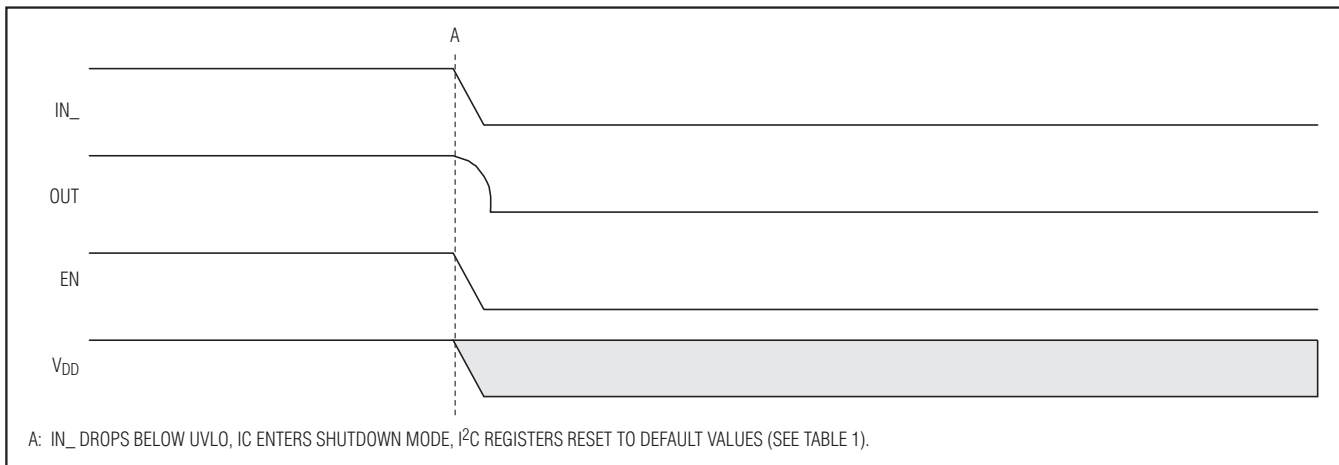 A
IN_
OUT
EN
VDD
A: IN_ DROPS BELOW UVLO, IC ENTERS SHUTDOWN MODE, I2C REGISTERS RESET TO DEFAULT VALUES (SEE TABLE 1).